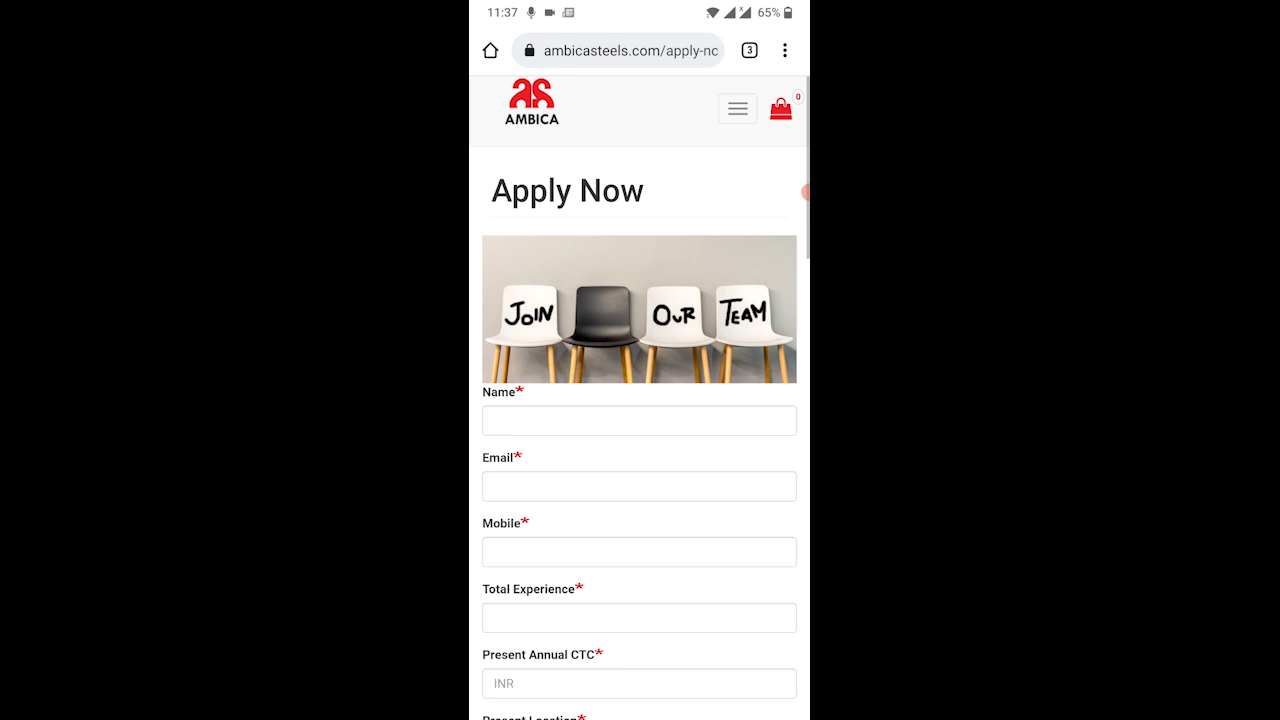 11:37 65%
ambicasteels.com/apply-no
3
AMBICA
0
Apply Now
JOIN OUR TEAM
Name*
Email*
Mobile*
Total Experience*
Present Annual CTC*
INR
Present Location*